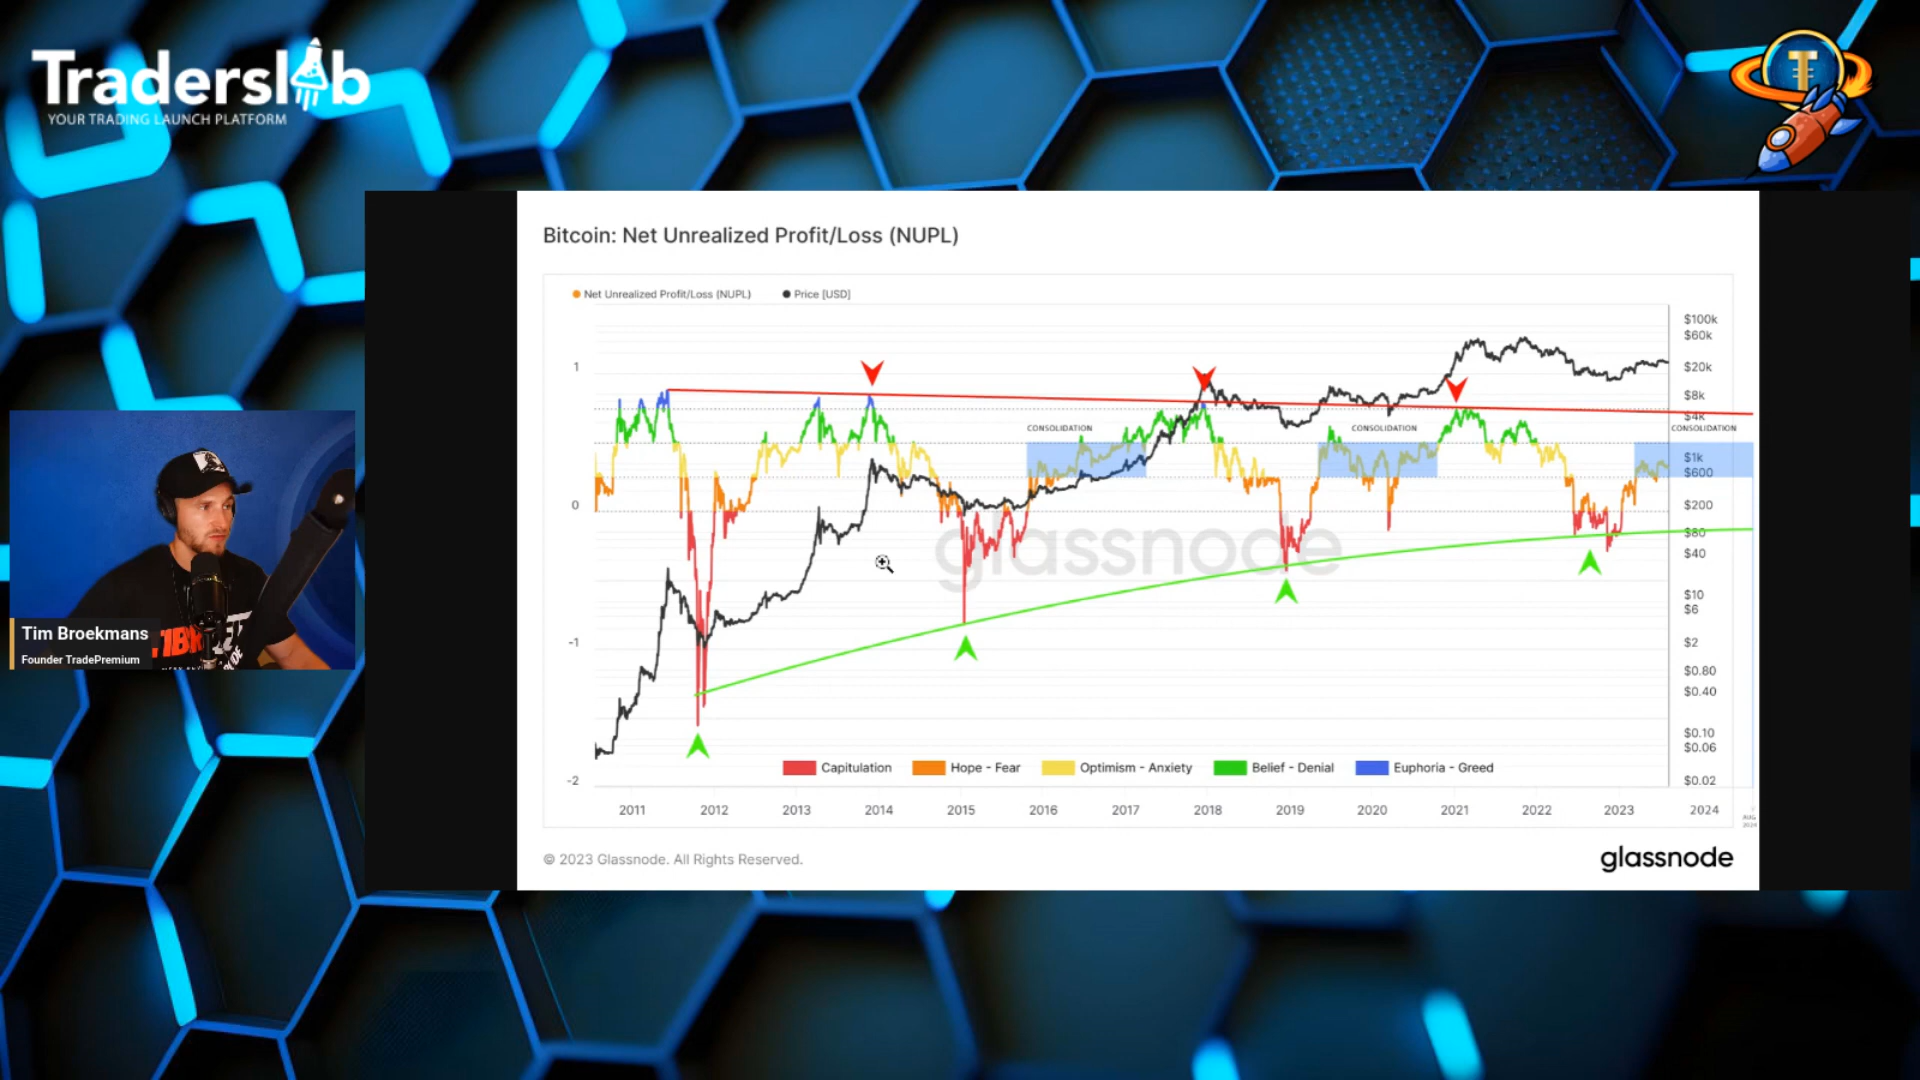 Traderslab
YOUR TRADING LAUNCH PLATFORM
Bitcoin: Net Unrealized Profit/Loss (NUPL)
Net Unrealized Profit/Loss (NUPL) Price [USD]
1
0
-1
-2
$100k
$60k
$20k
$8k
$4k
$1k
$600
$200
$80
$40
$10
$6
$2
$0.80
$0.40
$0.10
$0.06
$0.02
CONSOLIDATION CONSOLIDATION CONSOLIDATION
glassnode
Capitulation Hope - Fear Optimism - Anxiety Belief - Denial Euphoria - Greed
2011 2012 2013 2014 2015 2016 2017 2018 2019 2020 2021 2022 2023 2024
© 2023 Glassnode. All Rights Reserved.
glassnode
Tim Broekmans
Founder TradePremium